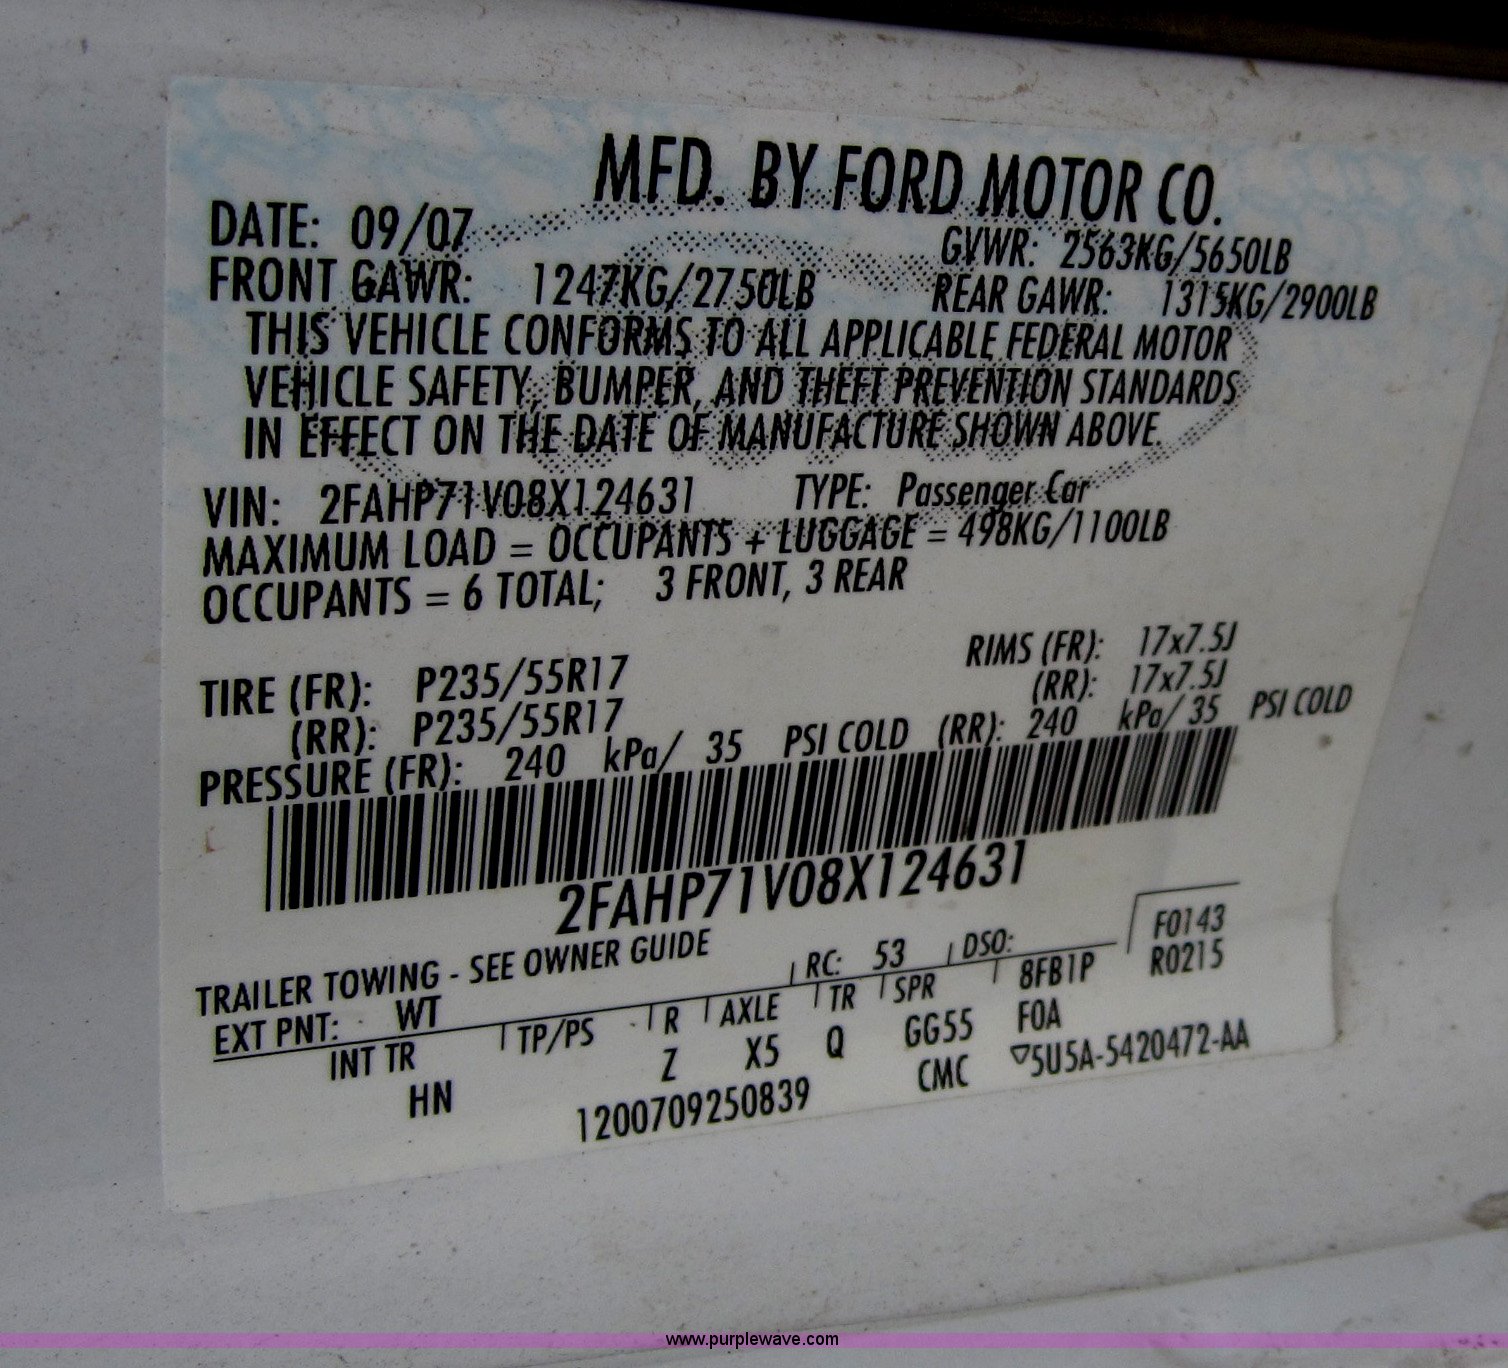 MFD. BY FORD MOTOR CO.
DATE: 09/07 GVWR: 2563KG/5650LB
FRONT GAWR: 1247KG/2750LB REAR GAWR: 1315KG/2900LB
THIS VEHICLE CONFORMS TO ALL APPLICABLE FEDERAL MOTOR
VEHICLE SAFETY, BUMPER, AND THEFT PREVENTION STANDARDS
IN EFFECT ON THE DATE OF MANUFACTURE SHOWN ABOVE.
VIN: 2FAHP71V08X124631 TYPE: Passenger Car
MAXIMUM LOAD = OCCUPANTS + LUGGAGE = 498KG/1100LB
OCCUPANTS = 6 TOTAL; 3 FRONT, 3 REAR
TIRE (FR): P235/55R17 RIMS (FR): 17x7.5J
(RR): P235/55R17 (RR): 17x7.5J
PRESSURE (FR): 240 kPa/ 35 PSI COLD (RR): 240 kPa/ 35 PSI COLD
2FAHP71V08X124631
TRAILER TOWING - SEE OWNER GUIDE
EXT PNT: WT RC: 53 DSO: F0143
R0215
INT TR TP/PS R AXLE TR SPR 8FB1P
HN Z X5 Q GG55 F0A
1200709250839 CMC ▽5U5A-5420472-AA
www.purplewave.com